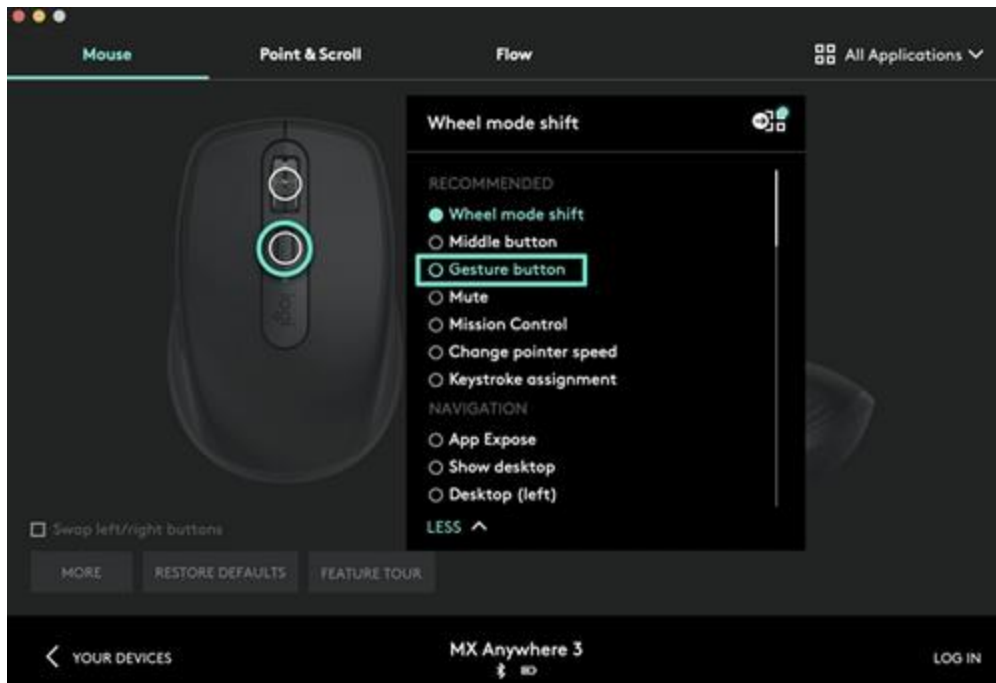 Mouse
Point & Scroll
Flow
All Applications
Wheel mode shift
RECOMMENDED
Wheel mode shift
Middle button
Gesture button
Mute
Mission Control
Change pointer speed
Keystroke assignment
NAVIGATION
App Expose
Show desktop
Desktop (left)
LESS
logi
Swap left/right buttons
MORE
RESTORE DEFAULTS
FEATURE TOUR
YOUR DEVICES
MX Anywhere 3
LOG IN